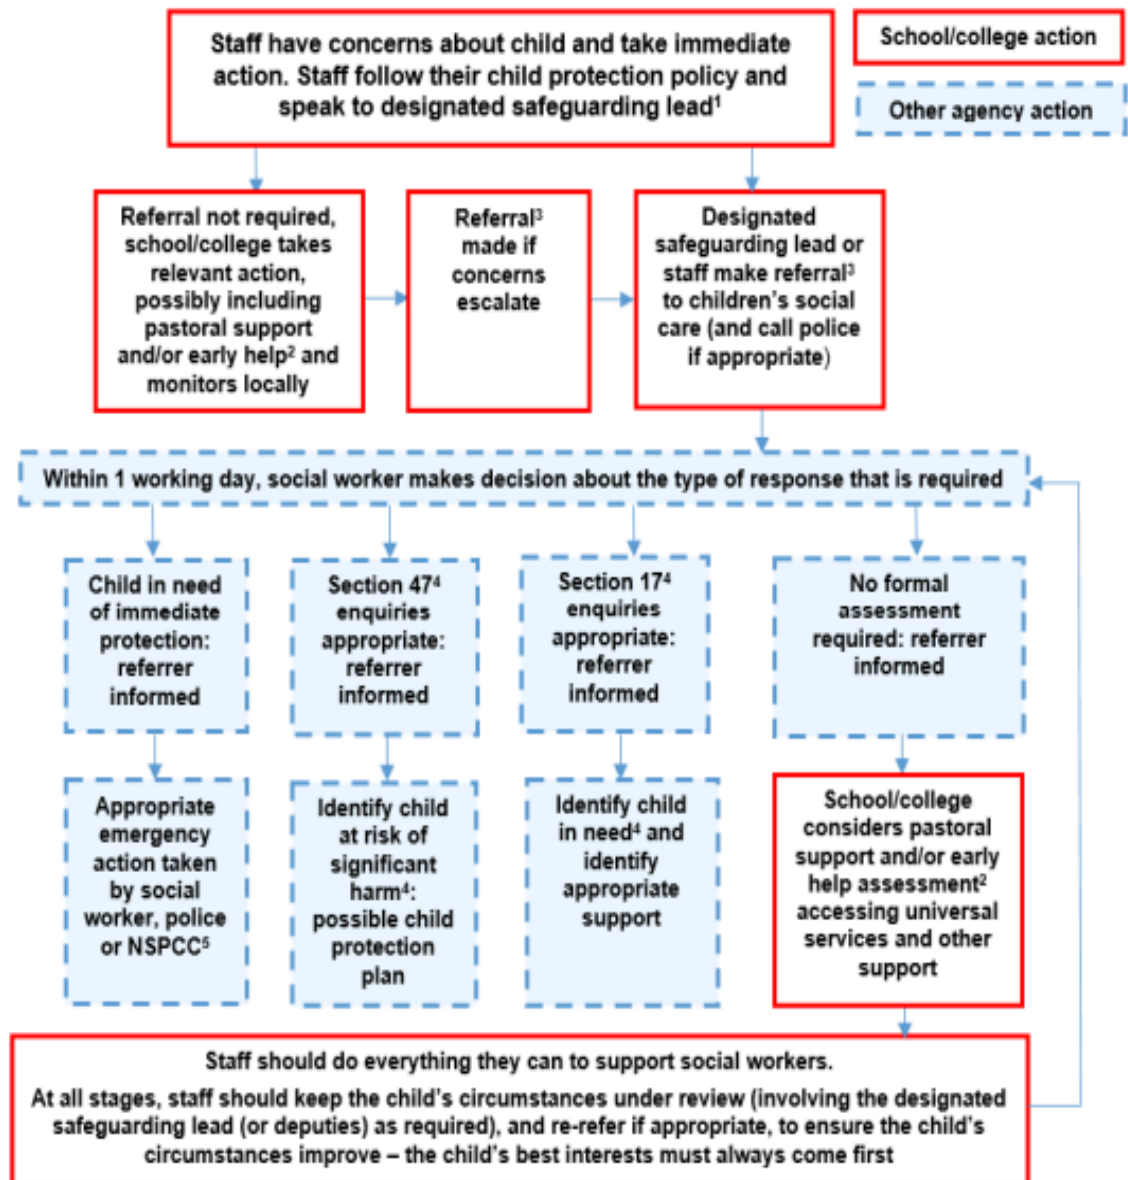 Staff have concerns about child and take immediate
action. Staff follow their child protection policy and
speak to designated safeguarding lead¹
School/college action
Other agency action
Referral not required,
school/college takes
relevant action,
possibly including
pastoral support
and/or early help² and
monitors locally
Referral³
made if
concerns
escalate
Designated
safeguarding lead or
staff make referral³
to children's social
care (and call police
if appropriate)
Within 1 working day, social worker makes decision about the type of response that is required
Child in need
of immediate
protection:
referrer
informed
Section 47⁴
enquiries
appropriate:
referrer
informed
Section 17⁴
enquiries
appropriate:
referrer
informed
No formal
assessment
required: referrer
informed
Appropriate
emergency
action taken
by social
worker, police
or NSPCC⁵
Identify child
at risk of
significant
harm⁴:
possible child
protection
plan
Identify child
in need⁴ and
identify
appropriate
support
School/college
considers pastoral
support and/or early
help assessment²
accessing universal
services and other
support
Staff should do everything they can to support social workers.
At all stages, staff should keep the child's circumstances under review (involving the designated
safeguarding lead (or deputies) as required), and re-refer if appropriate, to ensure the child's
circumstances improve – the child's best interests must always come first